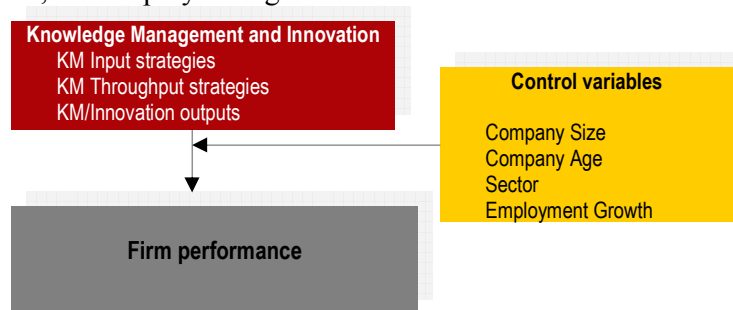 Knowledge Management and Innovation
KM Input strategies
KM Throughput strategies
KM/Innovation outputs
Control variables
Company Size
Company Age
Sector
Employment Growth
Firm performance